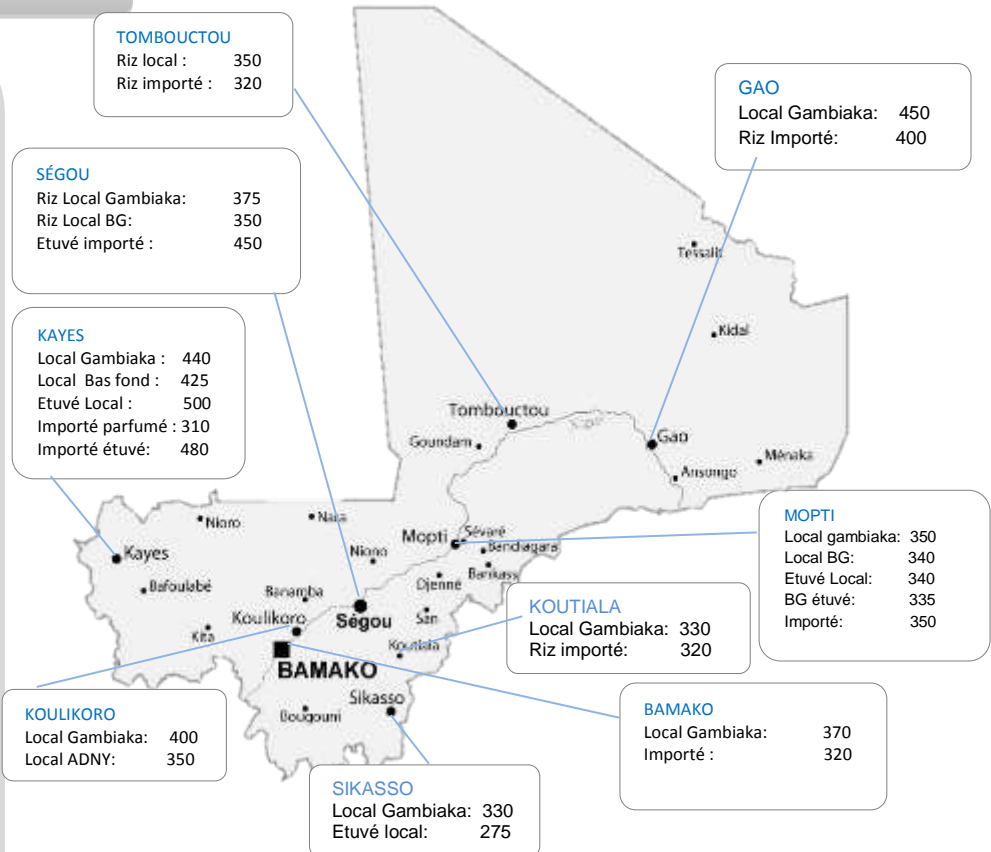 TOMBOUCTOU
Riz local : 350
Riz importé : 320
GAO
Local Gambiaka: 450
Riz Importé: 400
SÉGOU
Riz Local Gambiaka: 375
Riz Local BG: 350
Etuvé importé : 450
KAYES
Local Gambiaka : 440
Local Bas fond : 425
Etuvé Local : 500
Importé parfumé : 310
Importé étuvé: 480
Tessalit
Kidal
Tombouctou
Goundam
Gao
Ménaka
Ansongo
Nioro
Nara
Mopti
Sévaré
Bandiagara
Kayes
Niono
Bankass
Djenné
Bafoulabé
Banamba
Koulikoro
Ségou
San
Kita
Koutiala
BAMAKO
Sikasso
Bougouni
MOPTI
Local gambiaka: 350
Local BG: 340
Etuvé Local: 340
BG étuvé: 335
Importé: 350
KOUTIALA
Local Gambiaka: 330
Riz importé: 320
KOULIKORO
Local Gambiaka: 400
Local ADNY: 350
BAMAKO
Local Gambiaka: 370
Importé : 320
SIKASSO
Local Gambiaka: 330
Etuvé local: 275